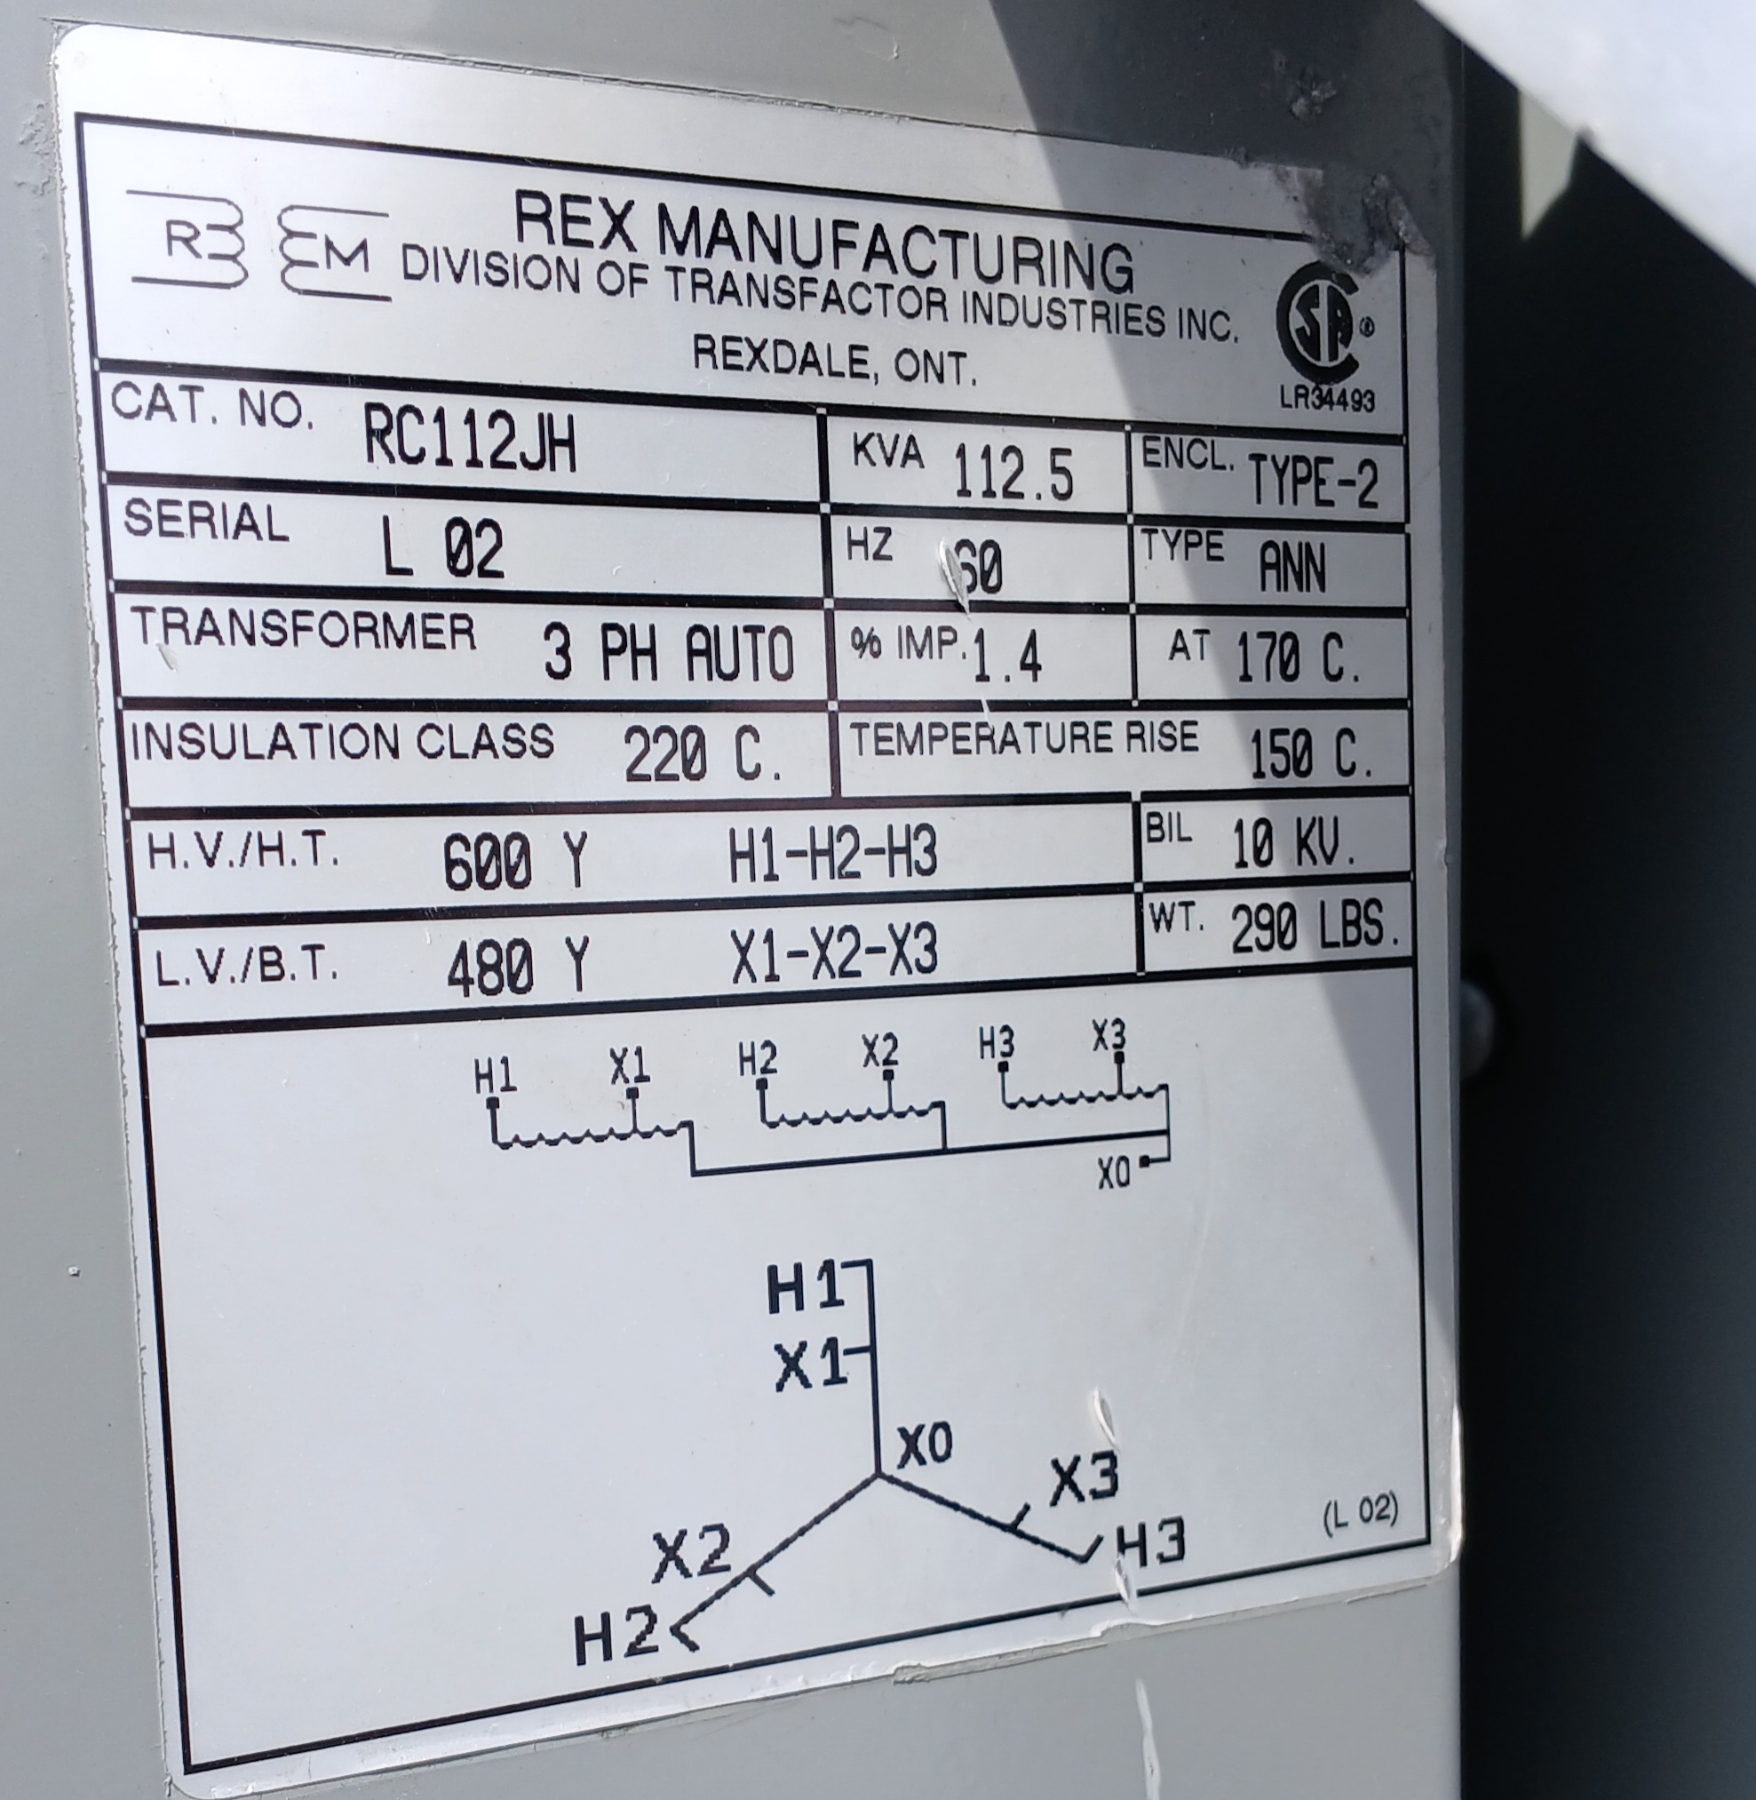 R M REX MANUFACTURING
DIVISION OF TRANSFACTOR INDUSTRIES INC.
REXDALE, ONT.
SA ®
LR34493
CAT. NO. RC112JH KVA 112.5 ENCL. TYPE-2
SERIAL L 02 HZ 60 TYPE ANN
TRANSFORMER 3 PH AUTO % IMP. 1.4 AT 170 C.
INSULATION CLASS 220 C. TEMPERATURE RISE 150 C.
H.V./H.T. 600 Y H1-H2-H3 BIL 10 KV.
L.V./B.T. 480 Y X1-X2-X3 WT. 290 LBS.
H1 X1 H2 X2 H3 X3
X0
H1
X1
X0
X3
X2
H3
H2
(L 02)